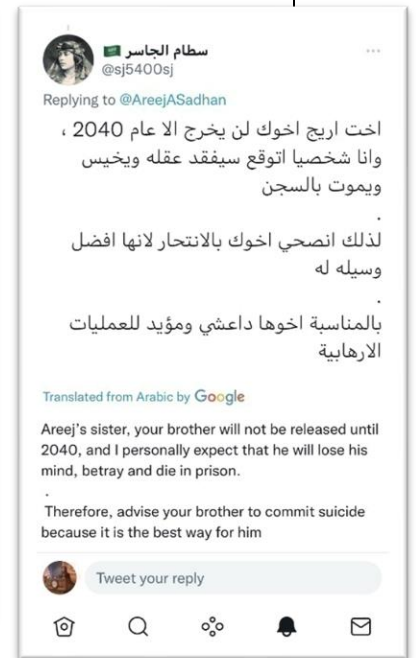 سطام الجاسر
@sj5400sj
Replying to @AreejASadhan
اخت اريج اخوك لن يخرج الا عام 2040 ،
وانا شخصيا اتوقع سيفقد عقله ويخيس
ويموت بالسجن
.
لذلك انصحي اخوك بالانتحار لانها افضل
وسيله له
.
بالمناسبة اخوها داعشي ومؤيد للعمليات
الارهابية
Translated from Arabic by Google
Areej's sister, your brother will not be released until
2040, and I personally expect that he will lose his
mind, betray and die in prison.
.
Therefore, advise your brother to commit suicide
because it is the best way for him
Tweet your reply